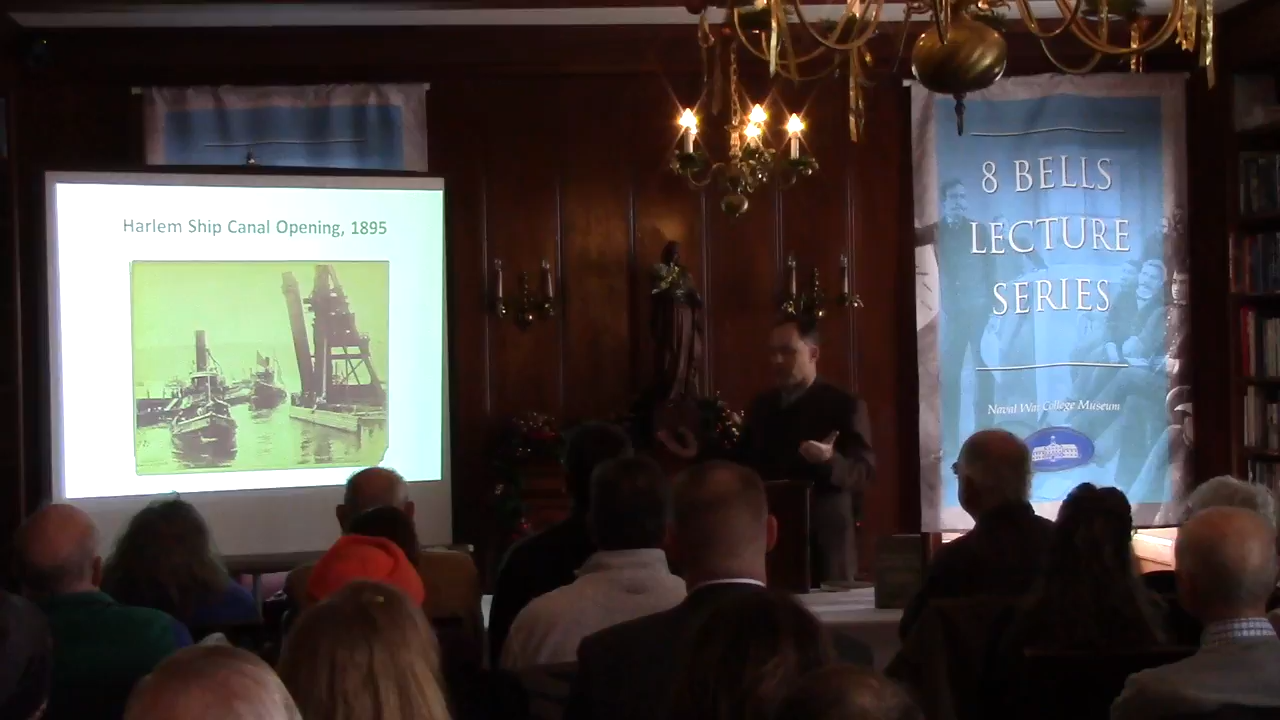 Harlem Ship Canal Opening, 1895
8 BELLS
LECTURE
SERIES
Naval War College Museum